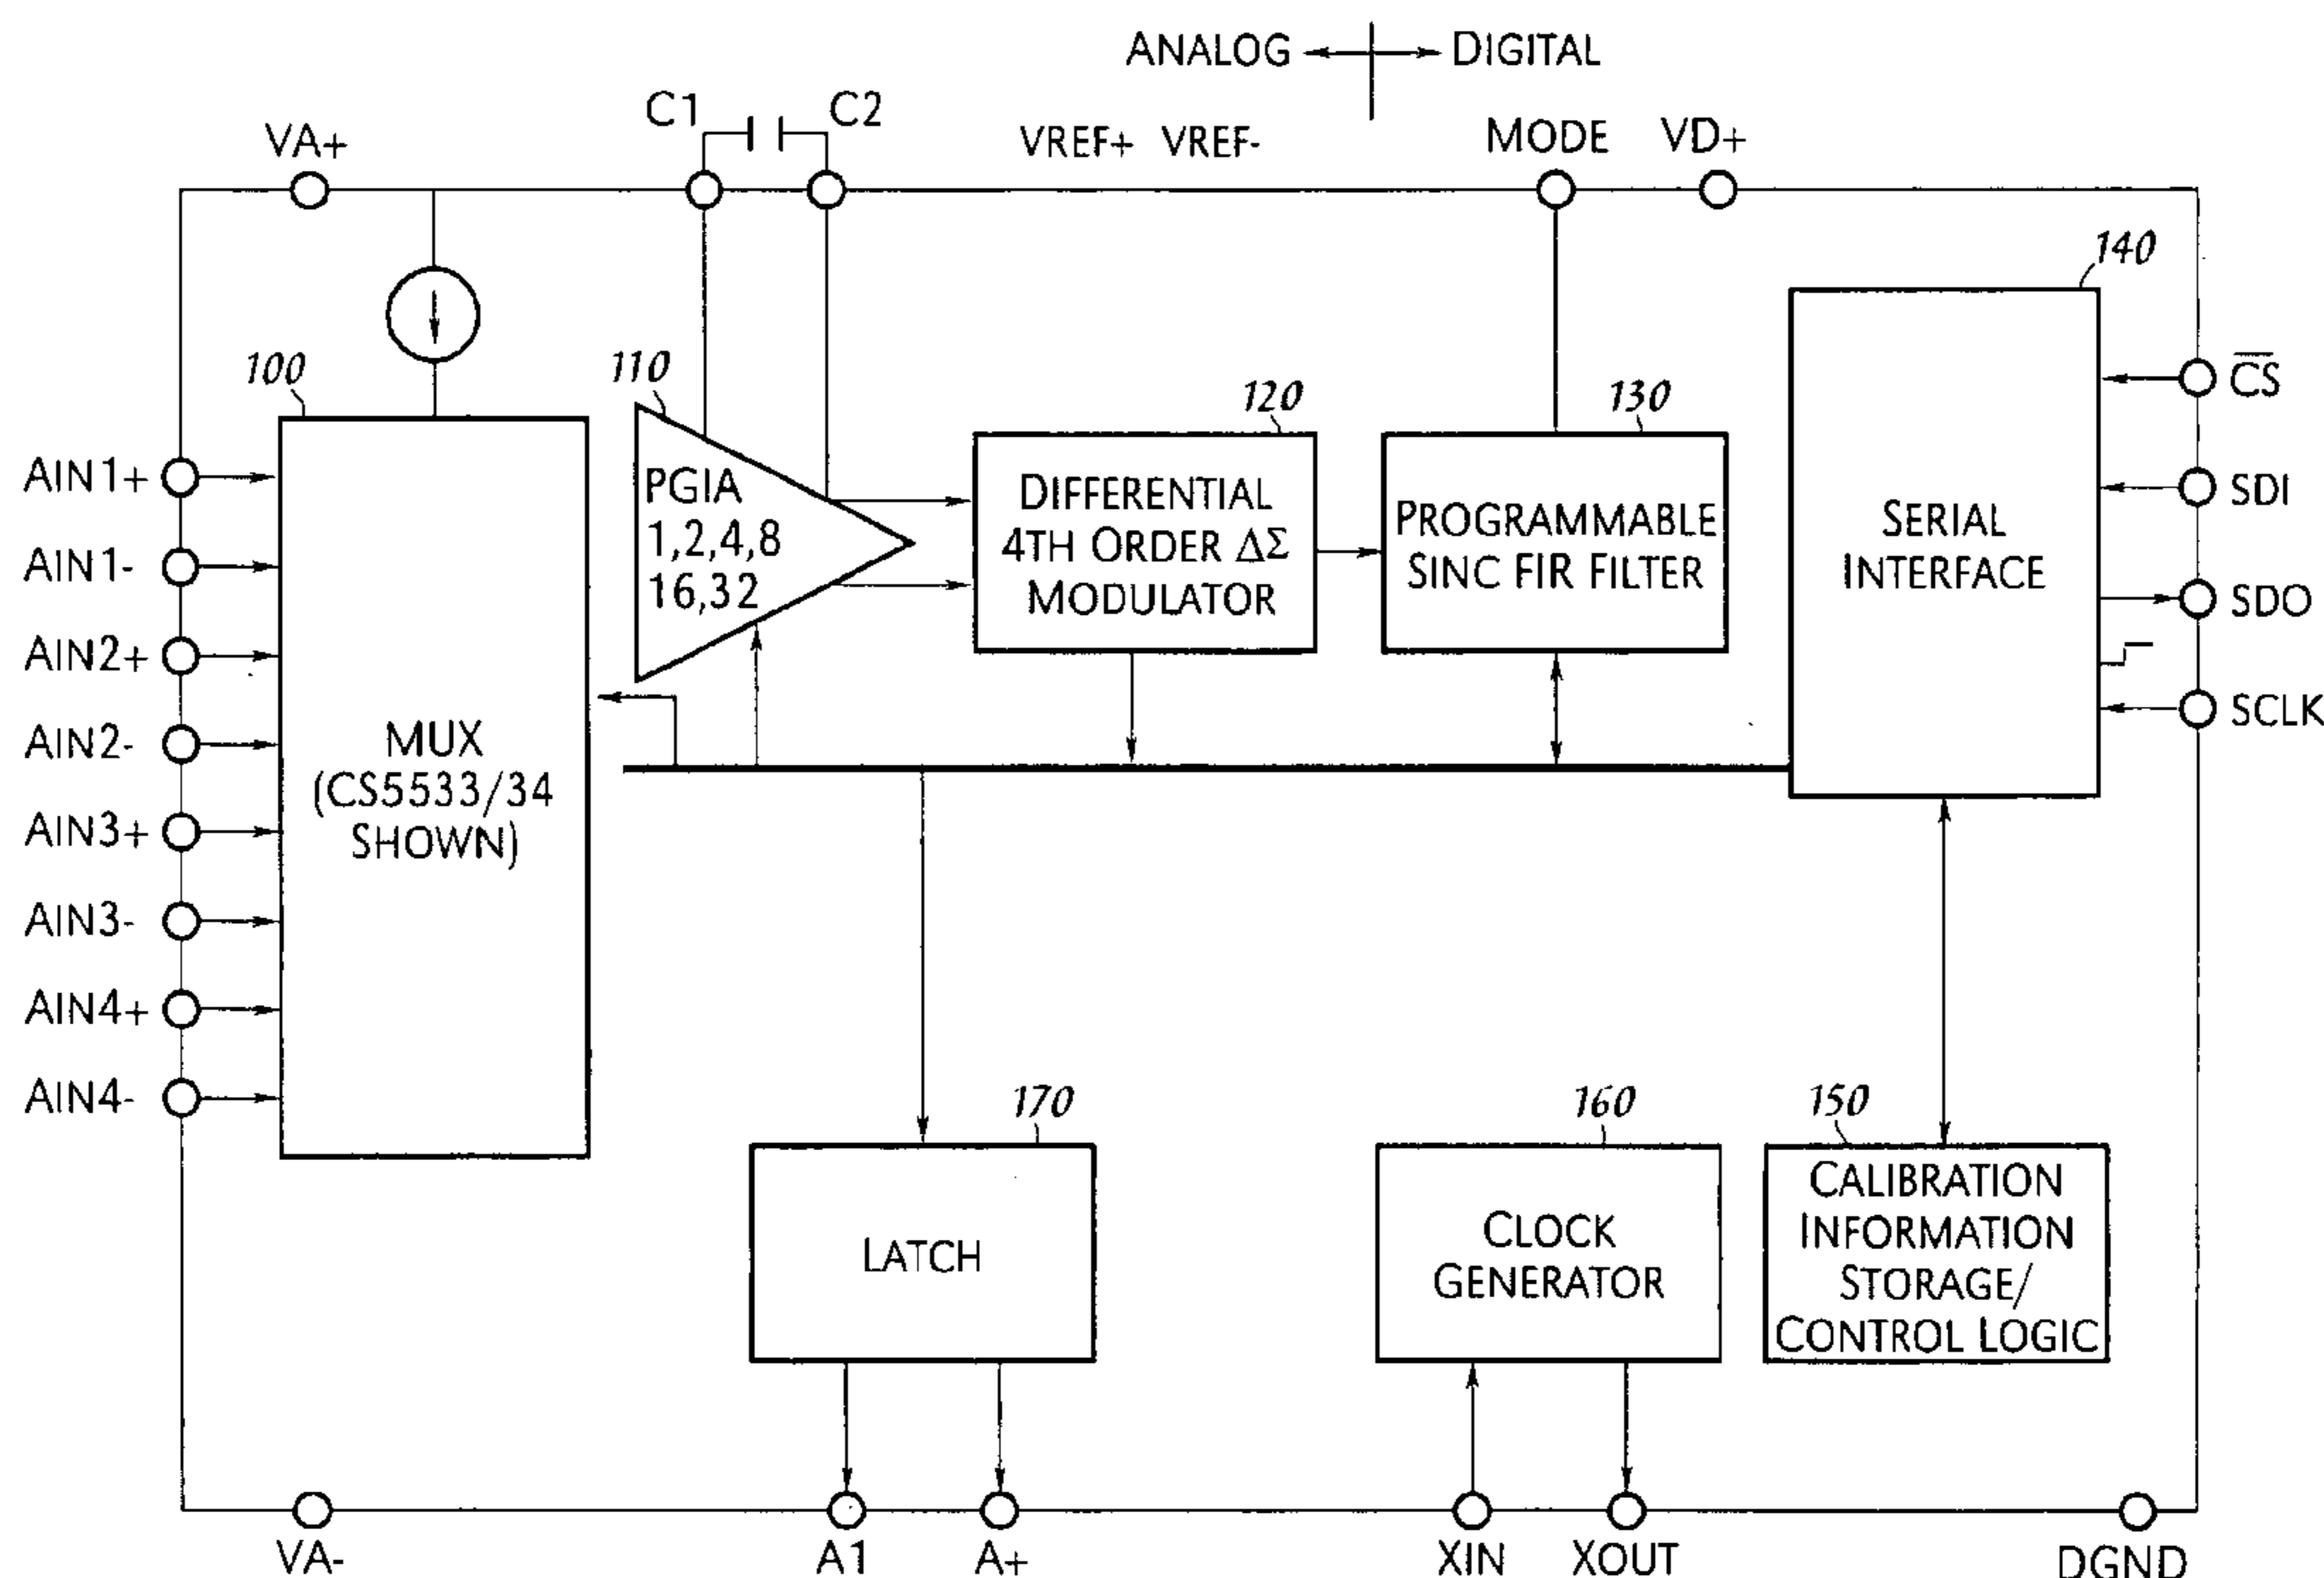 ANALOG DIGITAL
C1 C2
VA+ VREF+ VREF- MODE VD+
140
100 110 120 130
CS
AIN1+
AIN1-
AIN2+
AIN2-
AIN3+
AIN3-
AIN4+
AIN4-
MUX
(CS5533/34
SHOWN)
PGIA
1,2,4,8
16,32
DIFFERENTIAL
4TH ORDER ΔΣ
MODULATOR
PROGRAMMABLE
SINC FIR FILTER
SERIAL
INTERFACE
SDI
SDO
SCLK
170 160 150
LATCH
CLOCK
GENERATOR
CALIBRATION
INFORMATION
STORAGE/
CONTROL LOGIC
VA- A1 A+ XIN XOUT DGND